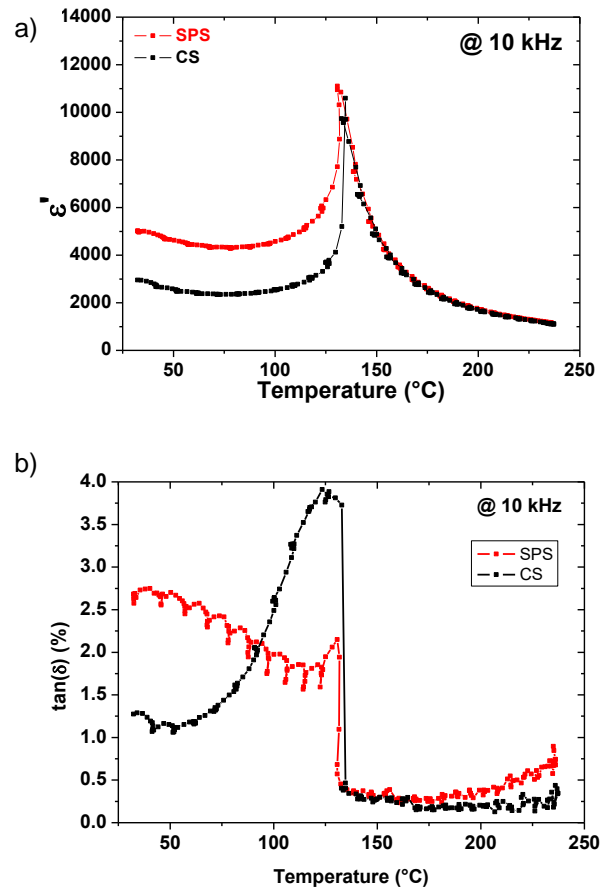 a)
SPS
CS
@ 10 kHz
14000
12000
10000
8000
6000
4000
2000
0
ε'
50 100 150 200 250
Temperature (°C)
b)
@ 10 kHz
SPS
CS
4.0
3.5
3.0
2.5
2.0
1.5
1.0
0.5
0.0
tan(δ) (%)
50 100 150 200 250
Temperature (°C)